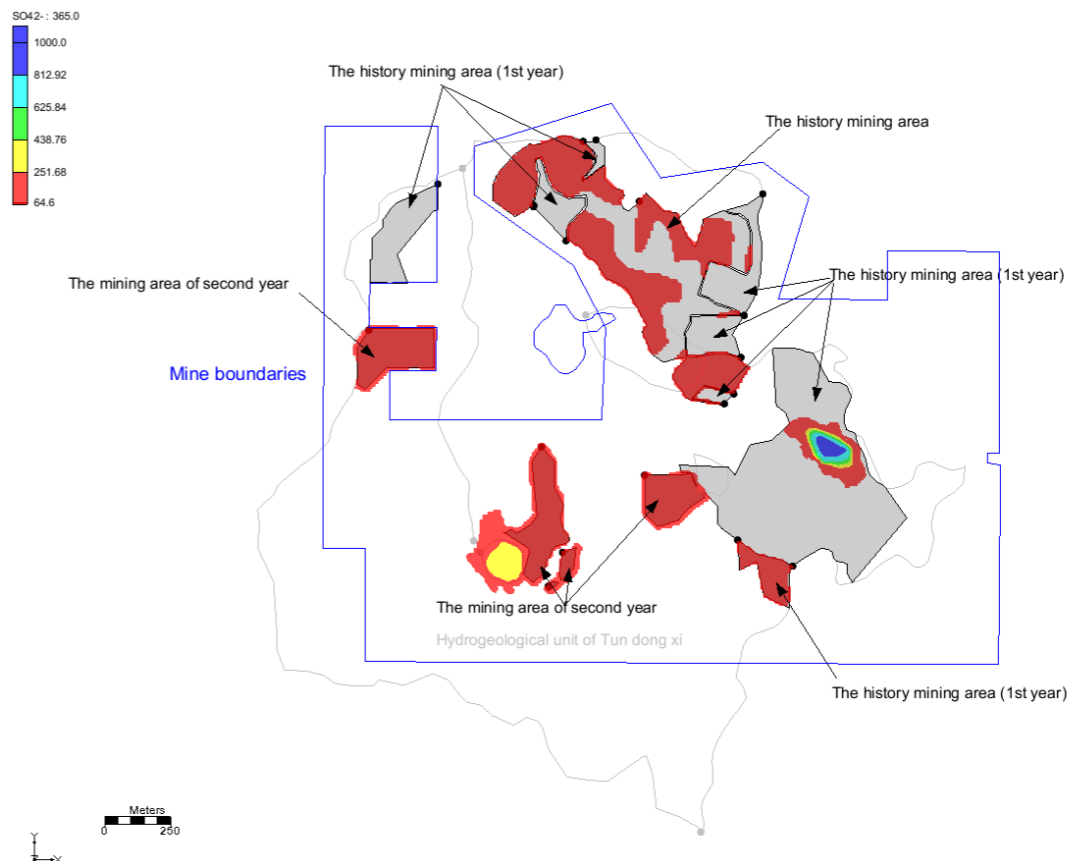 SO42- : 365.0
1000.0
812.92
625.84
438.76
251.68
64.6
The history mining area (1st year)
The history mining area
The history mining area (1st year)
The mining area of second year
Mine boundaries
The mining area of second year
Hydrogeological unit of Tun dong xi
The history mining area (1st year)
Meters
0 250
Y
X